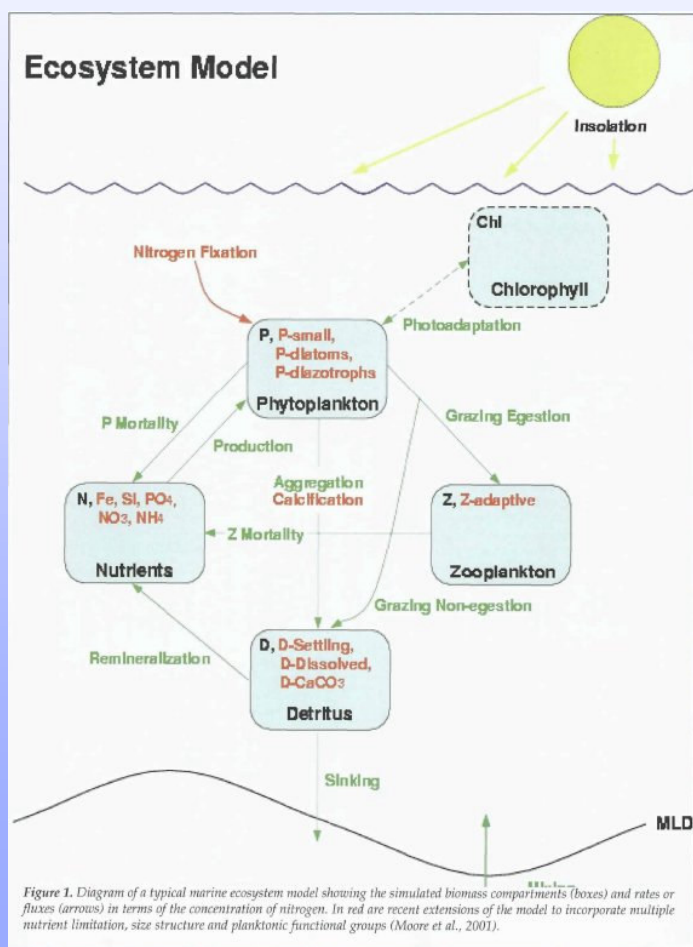 Ecosystem Model
Insolation
Chl
Chlorophyll
Nitrogen Fixation
Photoadaptation
P, P-small,
P-diatoms,
P-diazotrophs
Phytoplankton
P Mortality
Grazing Egestion
Production
Aggregation
Calcification
N, Fe, Si, PO4,
NO3, NH4
Nutrients
Z Mortality
Z, Z-adaptive
Zooplankton
Grazing Non-egestion
Remineralization
D, D-Settling,
D-Dissolved,
D-CaCO3
Detritus
Sinking
MLD
Figure 1. Diagram of a typical marine ecosystem model showing the simulated biomass compartments (boxes) and rates or
fluxes (arrows) in terms of the concentration of nitrogen. In red are recent extensions of the model to incorporate multiple
nutrient limitation, size structure and planktonic functional groups (Moore et al., 2001).